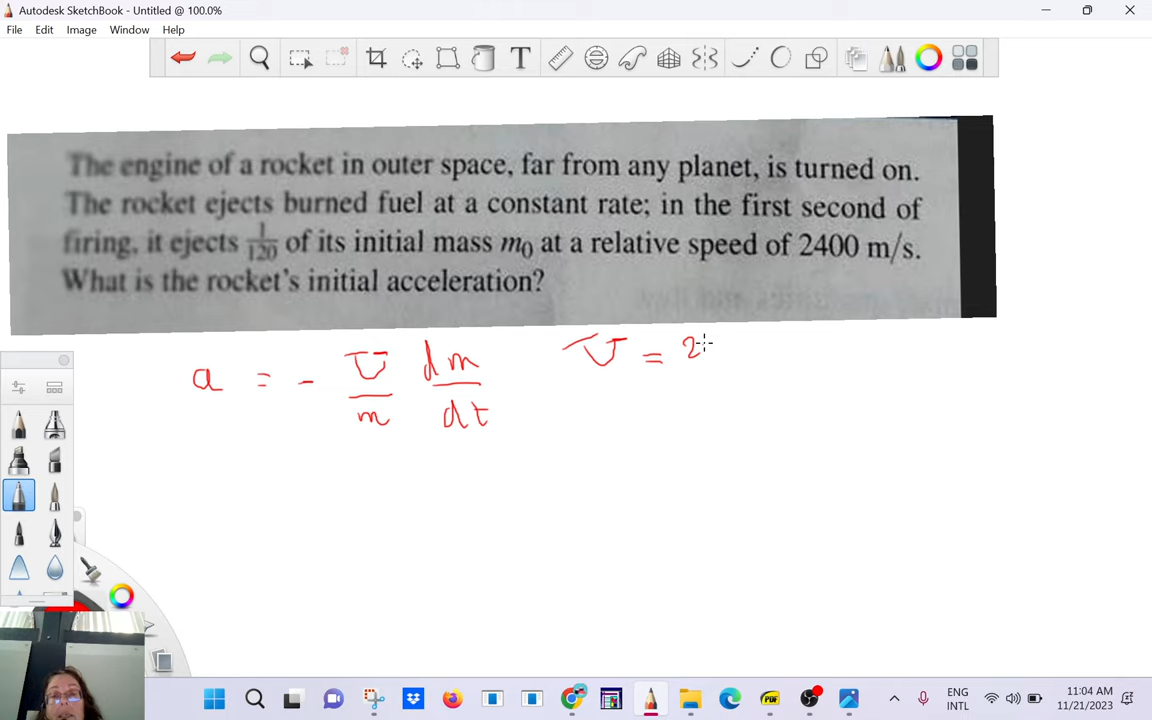 Autodesk SketchBook - Untitled @ 100.0%
File Edit Image Window Help
T
The engine of a rocket in outer space, far from any planet, is turned on.
The rocket ejects burned fuel at a constant rate; in the first second of
firing, it ejects 1/120 of its initial mass m0 at a relative speed of 2400 m/s.
What is the rocket's initial acceleration?
a = - v/m dm/dt v = 2
PDF
ENG
INTL
11:04 AM
11/21/2023